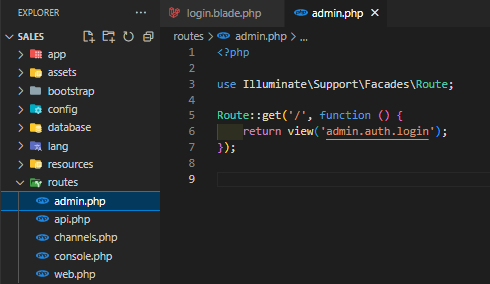 EXPLORER
SALES
app
assets
bootstrap
config
database
lang
resources
routes
admin.php
api.php
channels.php
console.php
web.php
login.blade.php
admin.php
routes > admin.php > ...
1 <?php
2
3 use Illuminate\Support\Facades\Route;
4
5 Route::get('/', function () {
6     return view('admin.auth.login');
7 });
8
9